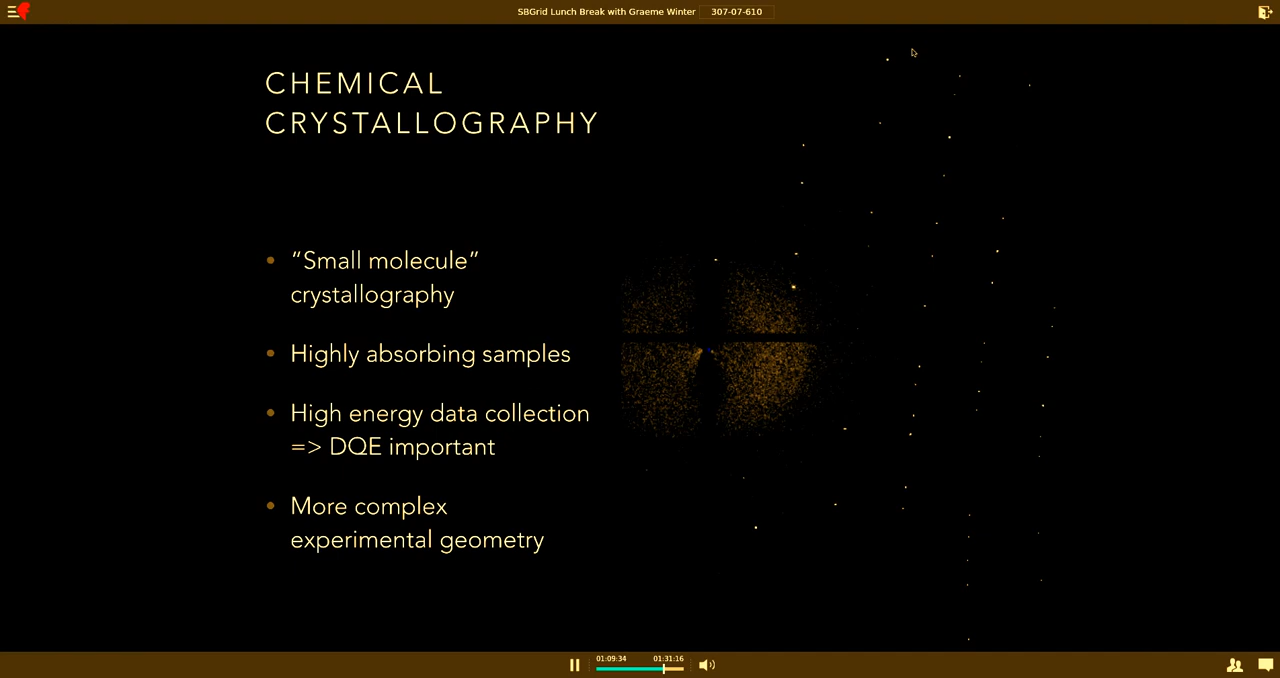 SBGrid Lunch Break with Graeme Winter 307-07-610
CHEMICAL
CRYSTALLOGRAPHY
• “Small molecule”
crystallography
• Highly absorbing samples
• High energy data collection
=> DQE important
• More complex
experimental geometry
01:09:34 01:31:16